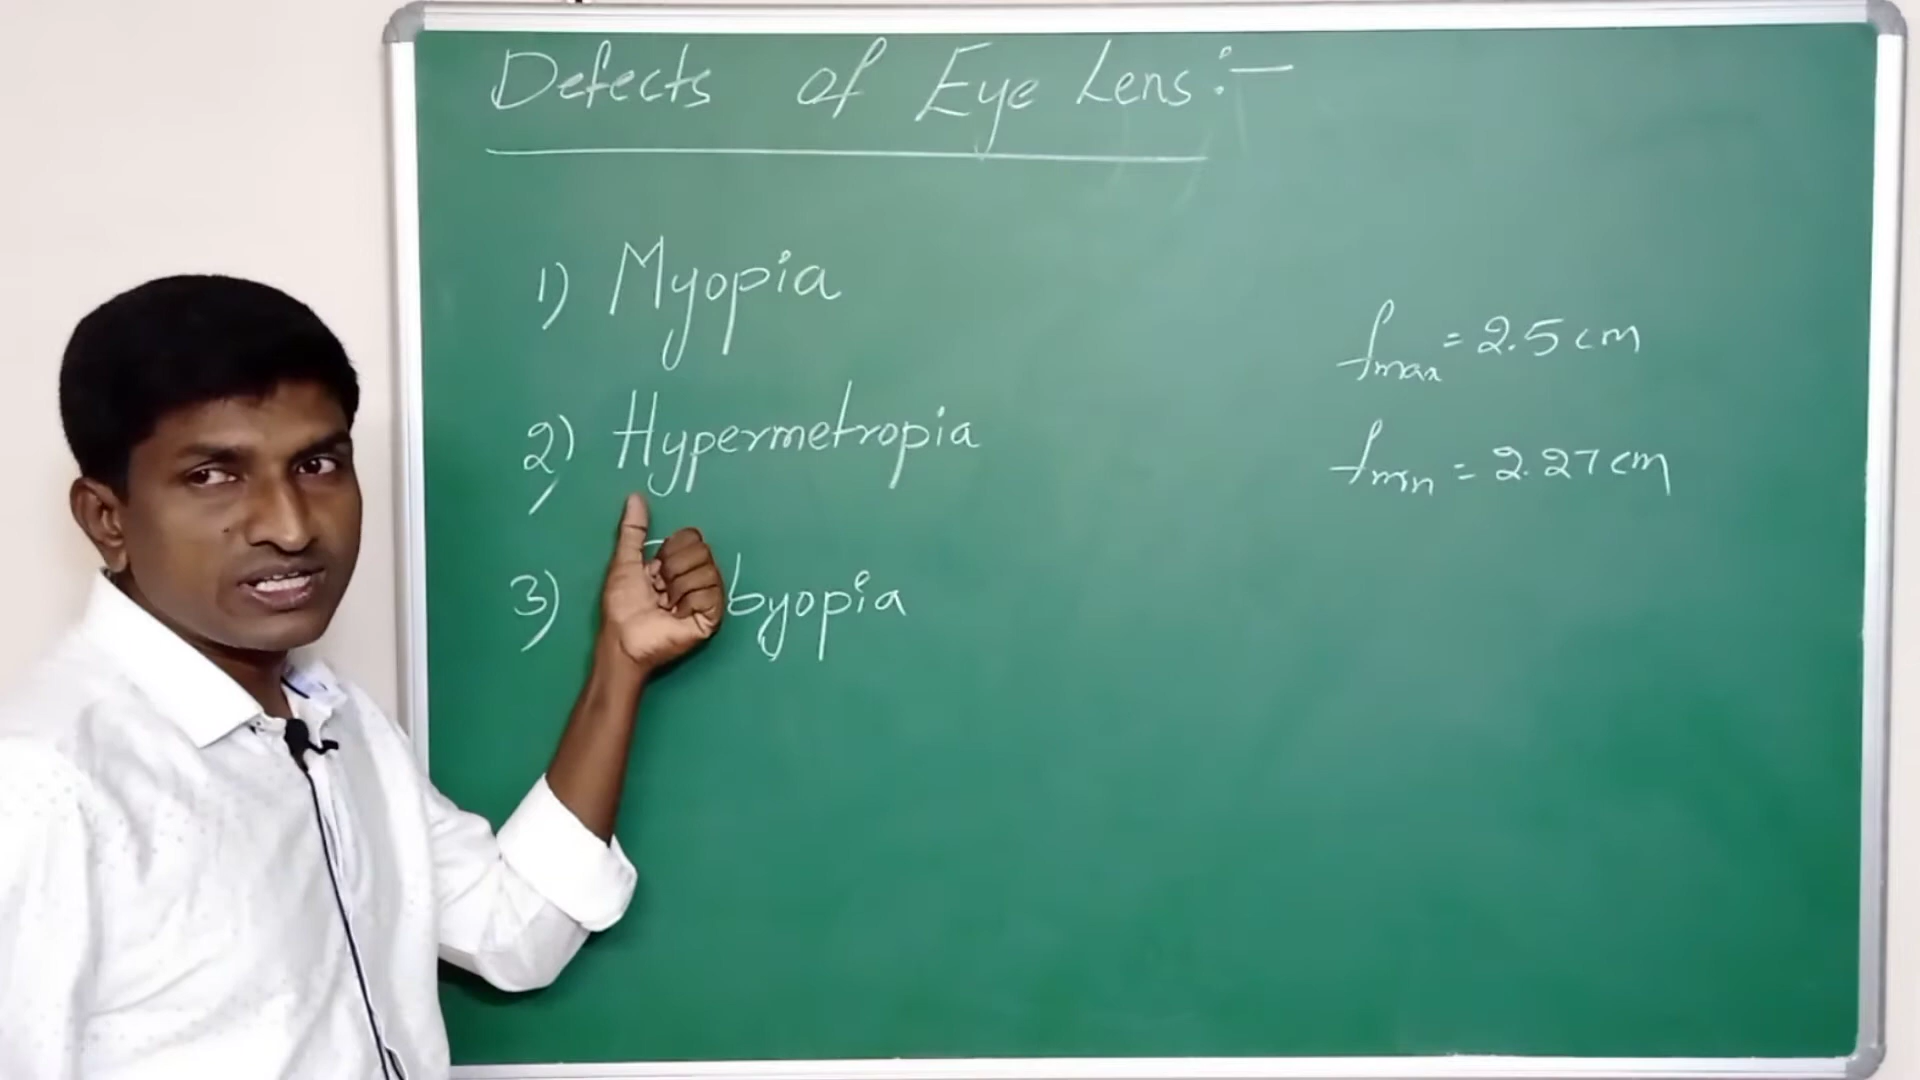 Defects of Eye Lens:-
1) Myopia
2) Hypermetropia
3) byopia
fmax = 2.5 cm
fmin = 2.27 cm